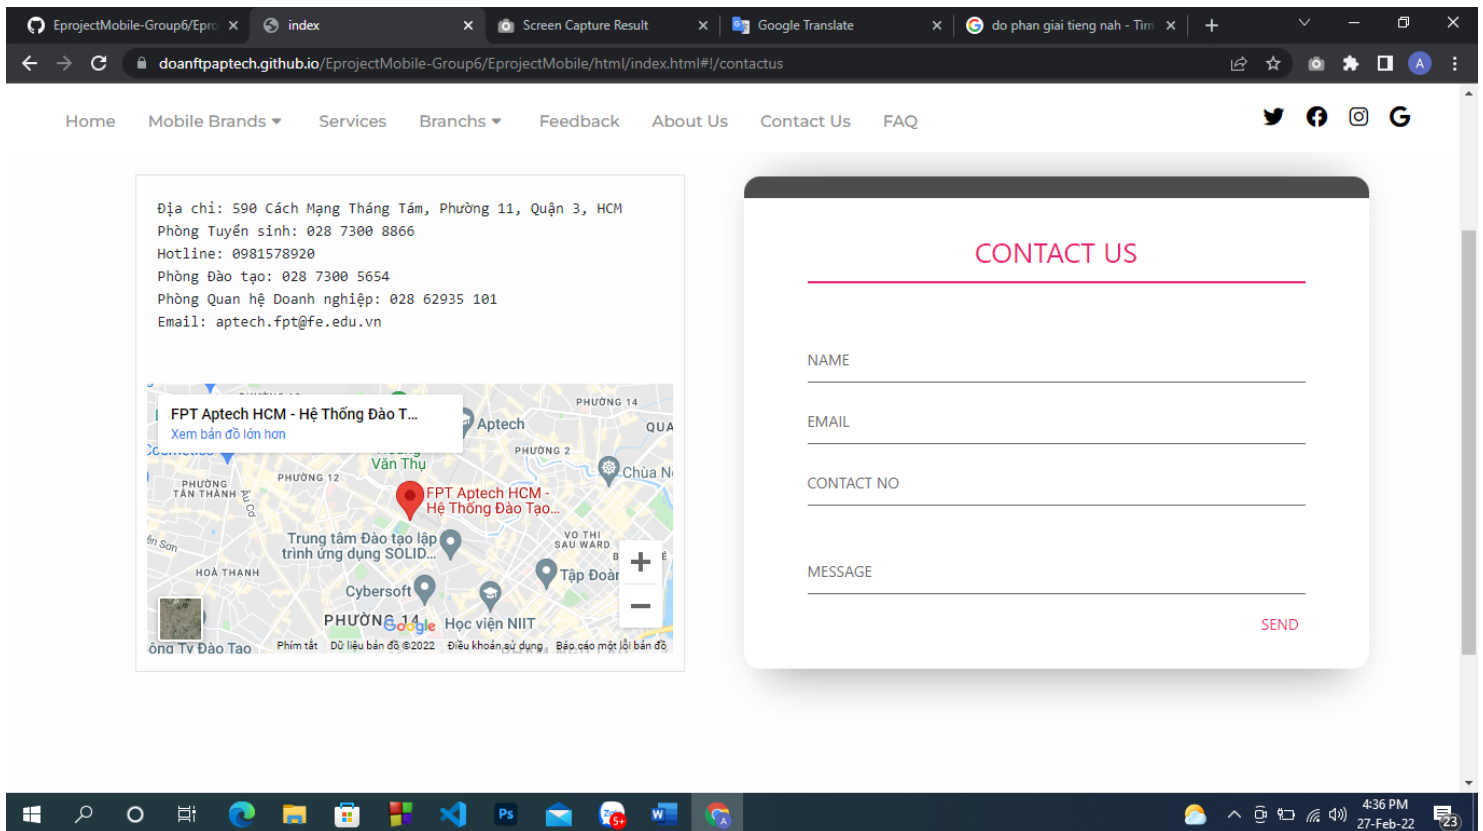 EprojectMobile-Group6/Epro
index
Screen Capture Result
Google Translate
do phan giai tieng nah - Tìm
doanftpaptech.github.io/EprojectMobile-Group6/EprojectMobile/html/index.html#!/contactus
A
Home Mobile Brands Services Branchs Feedback About Us Contact Us FAQ
Địa chỉ: 590 Cách Mạng Tháng Tám, Phường 11, Quận 3, HCM
Phòng Tuyển sinh: 028 7300 8866
Hotline: 0981578920
Phòng Đào tạo: 028 7300 5654
Phòng Quan hệ Doanh nghiệp: 028 62935 101
Email: aptech.fpt@fe.edu.vn
FPT Aptech HCM - Hệ Thống Đào T...
Xem bản đồ lớn hơn
Aptech
PHƯỜNG 14
QUA
Văn Thụ
PHƯỜNG 2
Chùa N
PHƯỜNG
TÂN THÀNH
PHƯỜNG 12
Âu Cơ
FPT Aptech HCM -
Hệ Thống Đào Tạo...
Trung tâm Đào tạo lập
trình ứng dụng SOLID...
VO THI
SAU WARD
HOÀ THẠNH
Tập Đoàn
Cybersoft
PHƯỜNG 14
Google
Học viện NIIT
ông Ty Đào Tạo
Phím tắt Dữ liệu bản đồ ©2022 Điều khoản sử dụng Báo cáo một lỗi bản đồ
CONTACT US
NAME
EMAIL
CONTACT NO
MESSAGE
SEND
Ps
Zalo
5+
W
A
4:36 PM
27-Feb-22
23